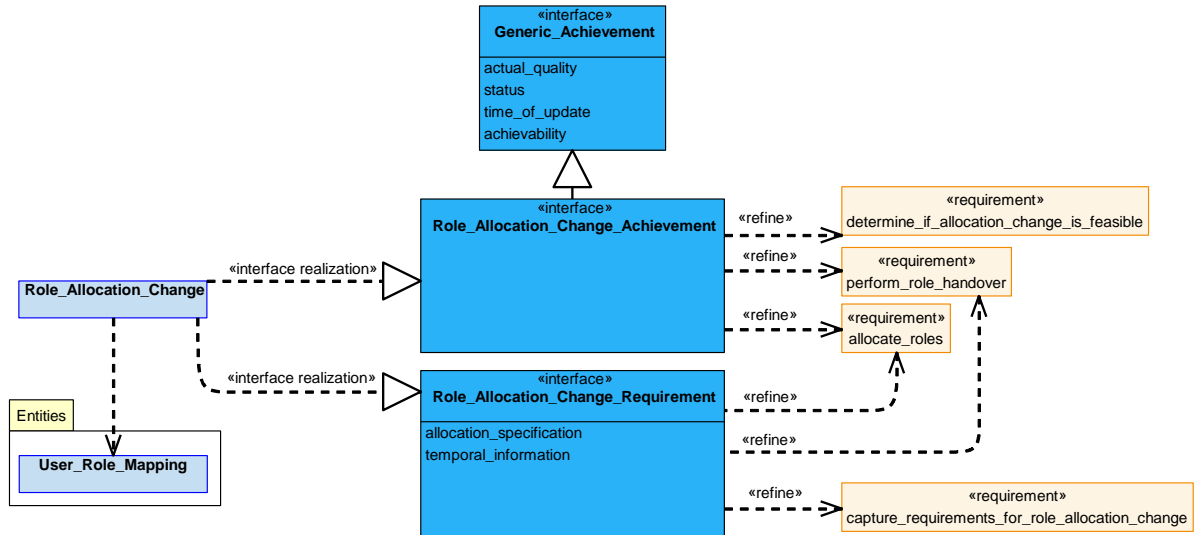 «interface»
Generic_Achievement
actual_quality
status
time_of_update
achievability
«interface»
Role_Allocation_Change_Achievement
«refine»
«requirement»
determine_if_allocation_change_is_feasible
«refine»
«requirement»
perform_role_handover
«interface realization»
Role_Allocation_Change
«refine»
«requirement»
allocate_roles
«interface realization»
«interface»
Role_Allocation_Change_Requirement
allocation_specification
temporal_information
«refine»
«refine»
Entities
User_Role_Mapping
«refine»
«requirement»
capture_requirements_for_role_allocation_change